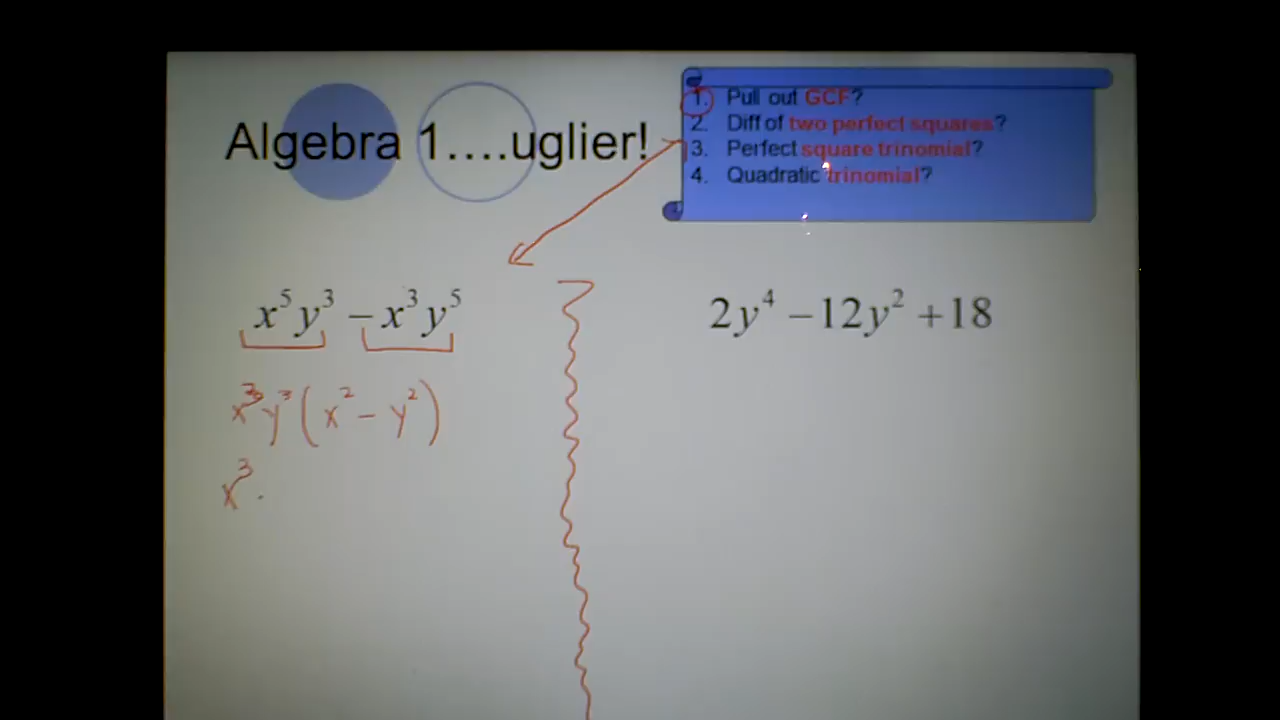 Algebra 1....uglier!
1. Pull out GCF?
2. Diff of two perfect squares?
3. Perfect square trinomial?
4. Quadratic trinomial?
x⁵y³ – x³y⁵
x³y³(x² – y²)
x³ ·
2y⁴ – 12y² + 18